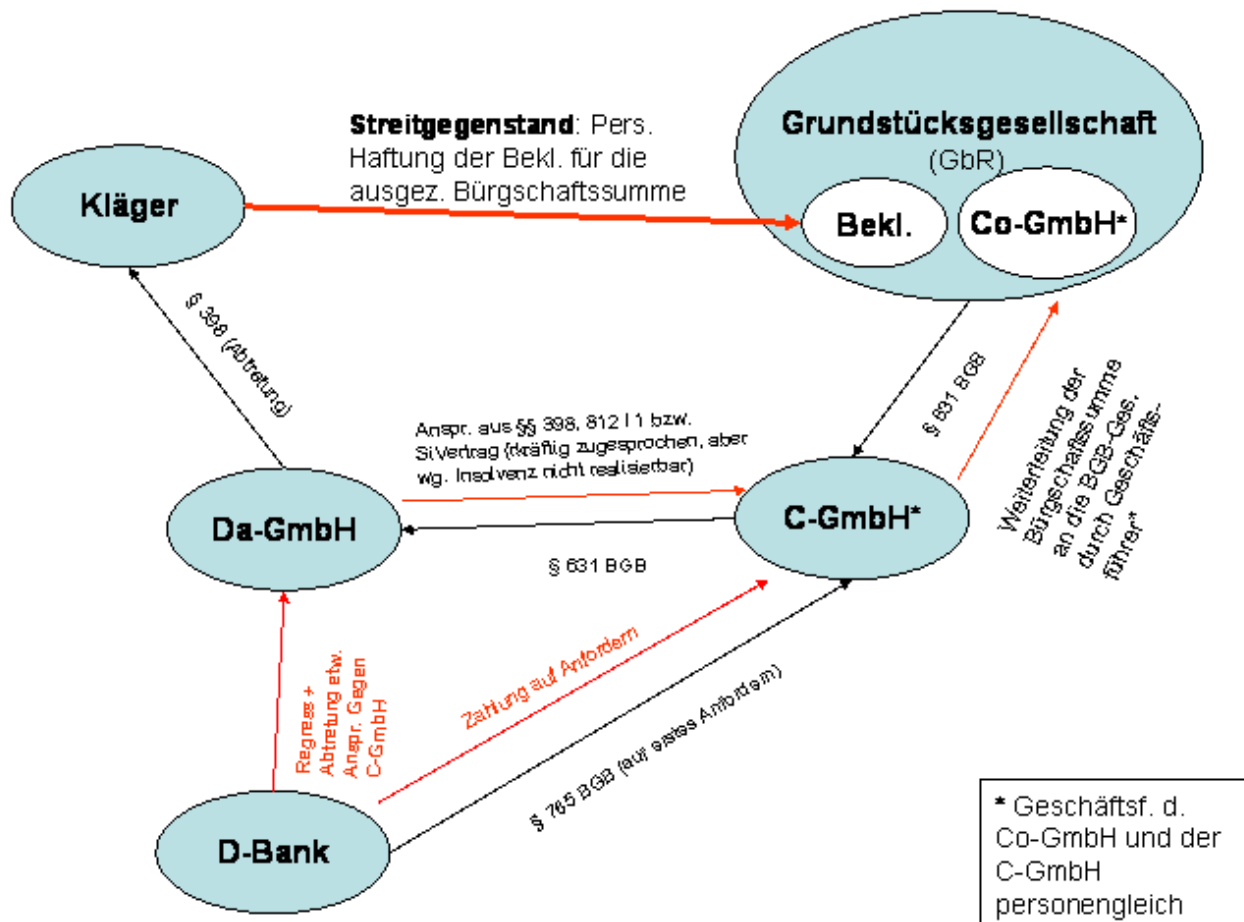 Streitgegenstand: Pers.
Haftung der Bekl. für die
ausgez. Bürgschaftssumme
Grundstücksgesellschaft
(GbR)
Kläger
Bekl.
Co-GmbH*
§ 398 (Abtretung)
§ 631 BGB
Weiterleitung der
Bürgschaftssumme
an die BGB-Ges.
durch Geschäfts-
führer*
Anspr. aus §§ 398, 812 I 1 bzw.
SiVertrag (rkräftig zugesprochen, aber
wg. Insolvenz nicht realisierbar)
Da-GmbH
C-GmbH*
§ 631 BGB
Regress +
Abtretung etw.
Anspr. Gegen
C-GmbH
Zahlung auf Anfordern
§ 765 BGB (auf erstes Anfordern)
D-Bank
* Geschäftsf. d.
Co-GmbH und der
C-GmbH
personengleich